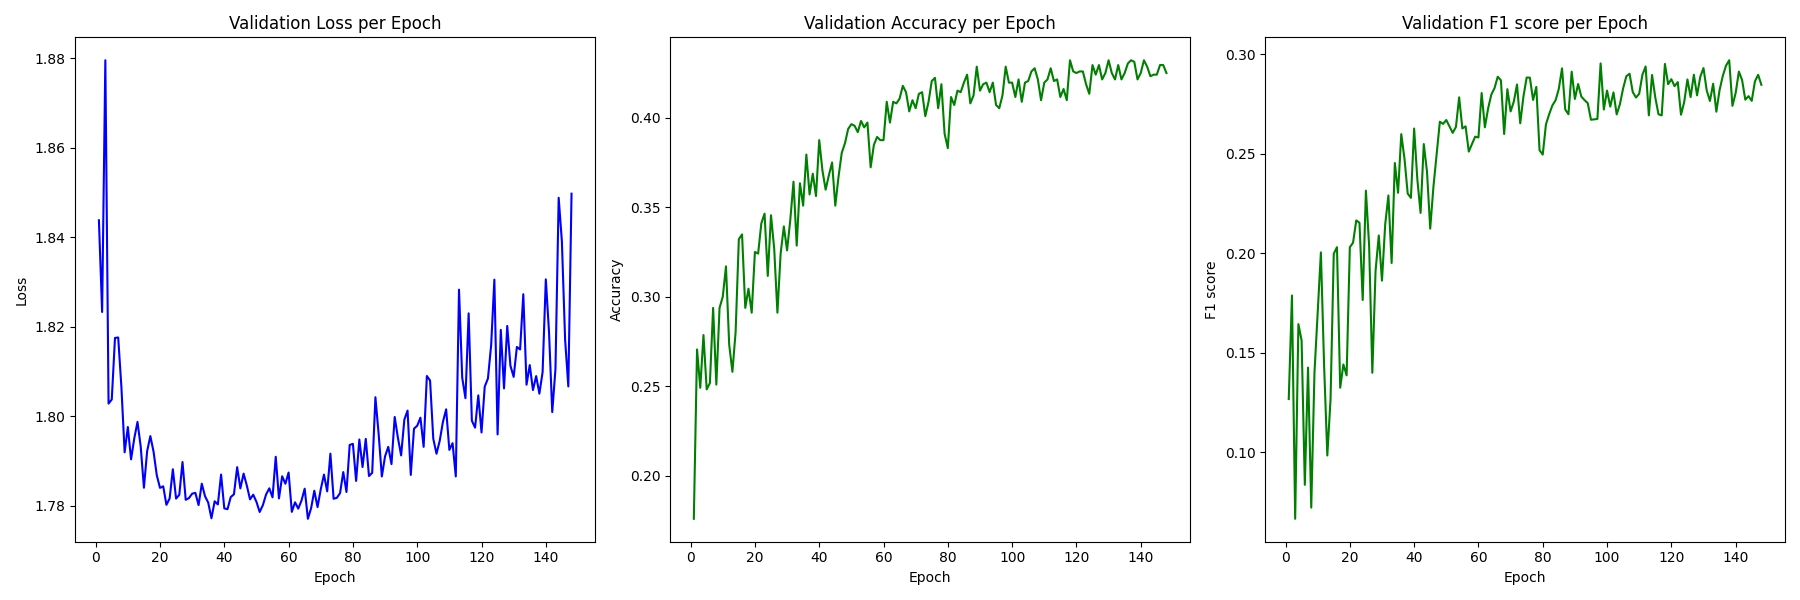 Validation Loss per Epoch
1.88
1.86
1.84
1.82
1.80
1.78
Loss
0 20 40 60 80 100 120 140
Epoch
Validation Accuracy per Epoch
0.40
0.35
0.30
0.25
0.20
Accuracy
0 20 40 60 80 100 120 140
Epoch
Validation F1 score per Epoch
0.30
0.25
0.20
0.15
0.10
F1 score
0 20 40 60 80 100 120 140
Epoch